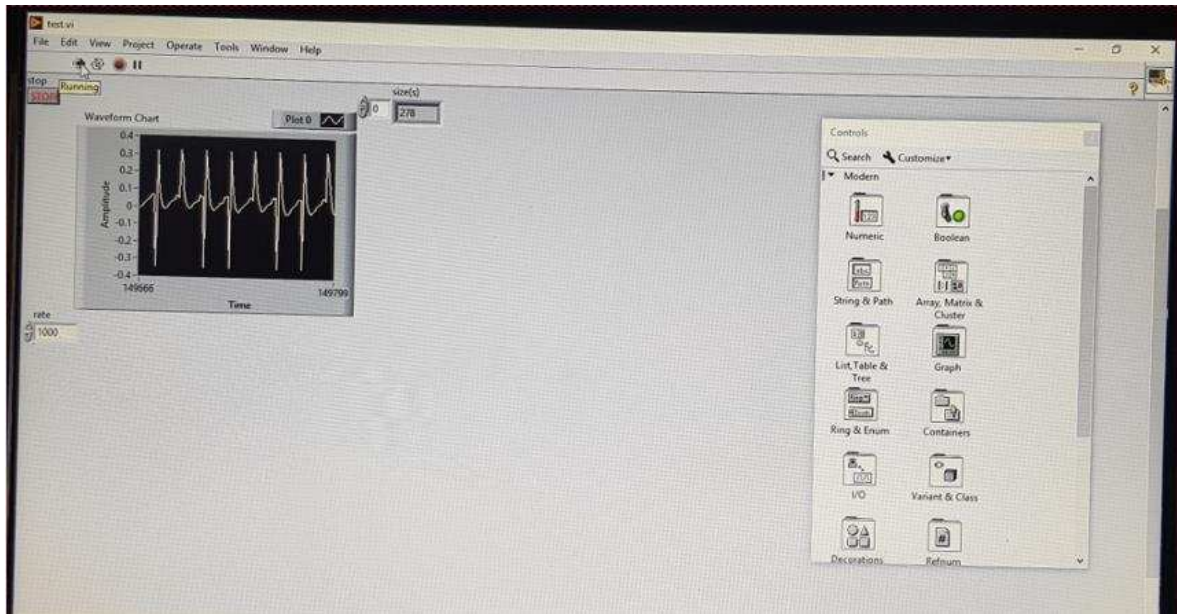 test.vi
File Edit View Project Operate Tools Window Help
Running
stop
STOP
size(s)
0
278
Waveform Chart
Plot 0
0.4
0.3
0.2
0.1
0
-0.1
-0.2
-0.3
-0.4
Amplitude
149666
149799
Time
rate
1000
Controls
Search
Customize
Modern
Numeric
Boolean
String & Path
Array, Matrix &
Cluster
List, Table &
Tree
Graph
Ring & Enum
Containers
I/O
Variant & Class
Decorations
Refnum